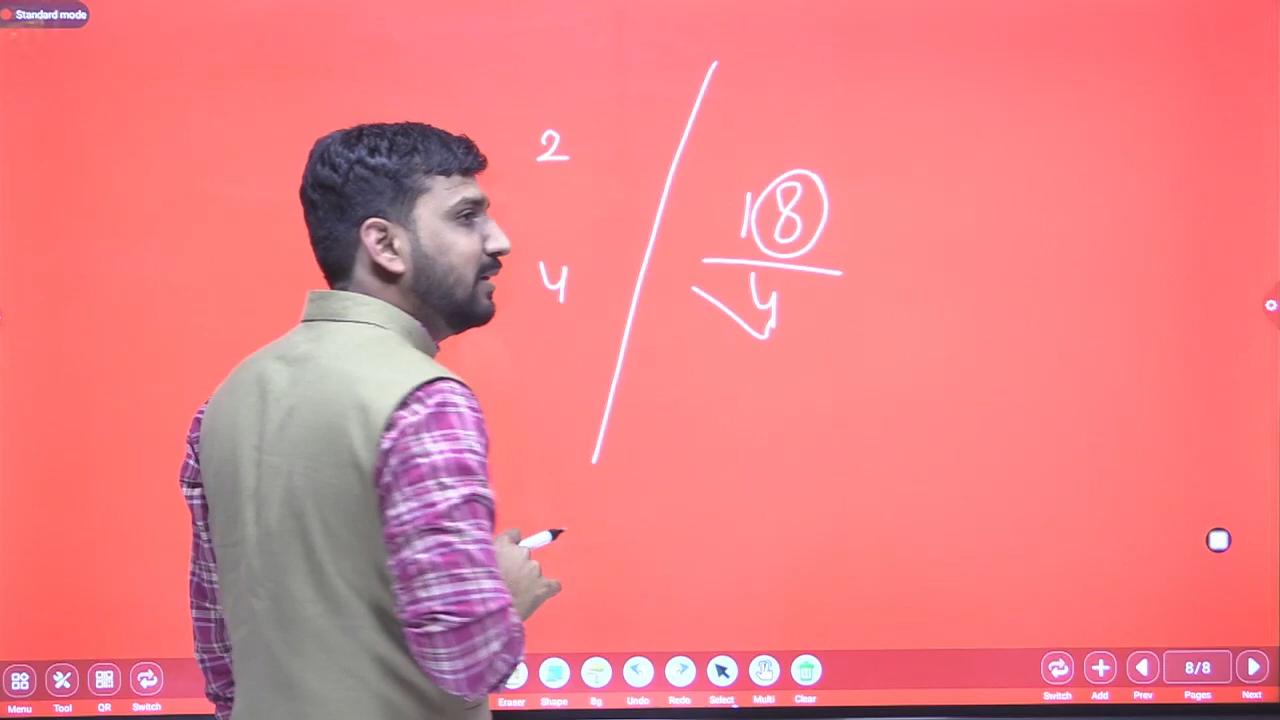 Standard mode
2
4
18
4
Menu Tool QR Switch Eraser Shape Bg Undo Redo Select Multi Clear Switch Add Prev 8/8 Pages Next